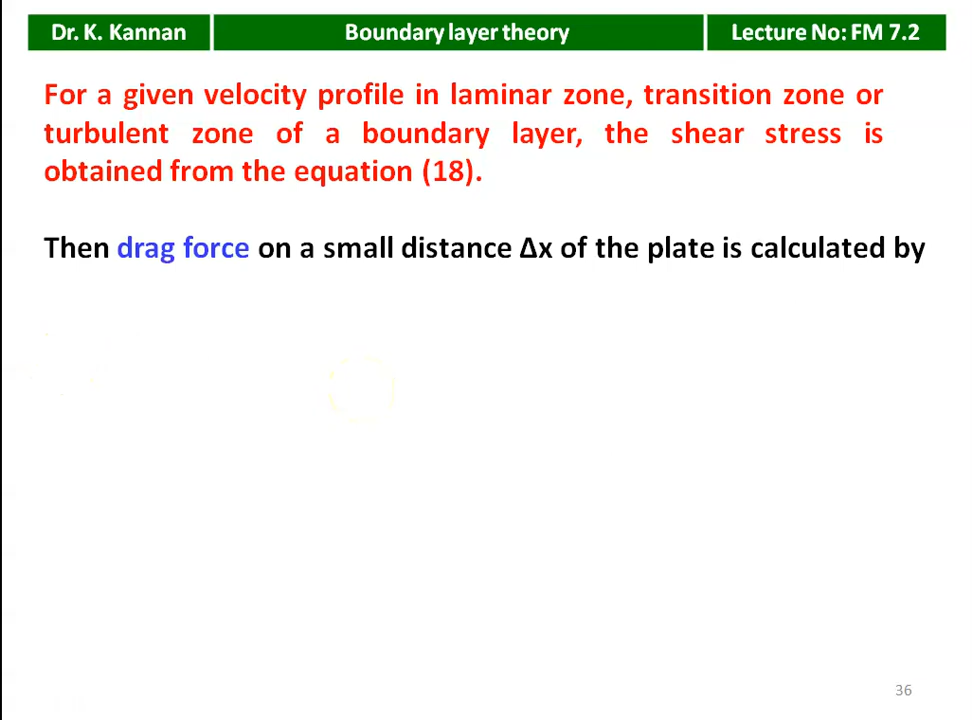 Dr. K. Kannan
Boundary layer theory
Lecture No: FM 7.2
For a given velocity profile in laminar zone, transition zone or
turbulent zone of a boundary layer, the shear stress is
obtained from the equation (18).
Then drag force on a small distance Δx of the plate is calculated by
36